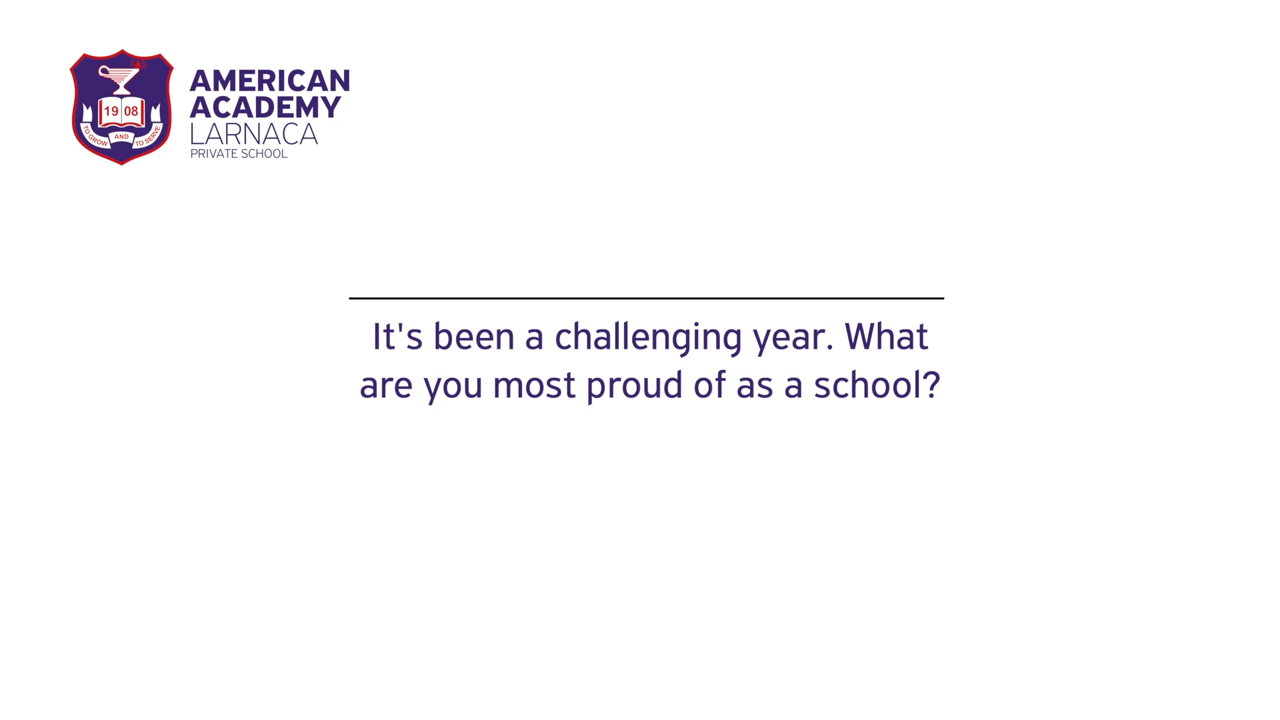 AMERICAN
ACADEMY
LARNACA
PRIVATE SCHOOL
19 08
TO GROW AND TO SERVE
It's been a challenging year. What
are you most proud of as a school?